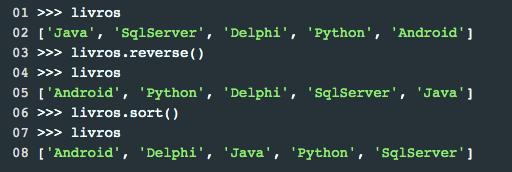 01 >>> livros
02 ['Java', 'SqlServer', 'Delphi', 'Python', 'Android']
03 >>> livros.reverse()
04 >>> livros
05 ['Android', 'Python', 'Delphi', 'SqlServer', 'Java']
06 >>> livros.sort()
07 >>> livros
08 ['Android', 'Delphi', 'Java', 'Python', 'SqlServer']